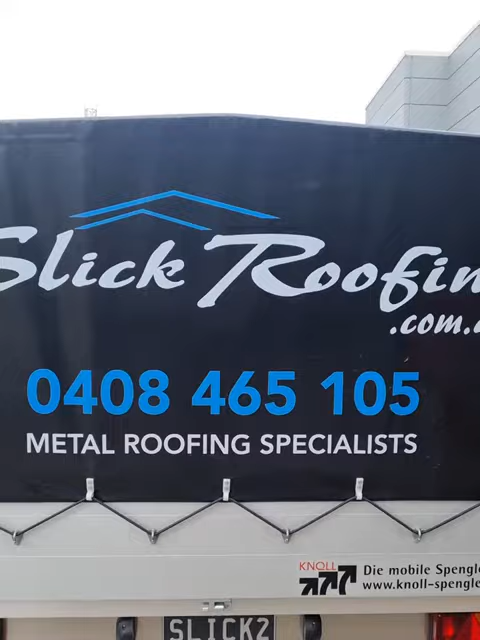 Slick Roofin
.com.a
0408 465 105
METAL ROOFING SPECIALISTS
KNOLL
Die mobile Spengle
www.knoll-spengle
SLICK2